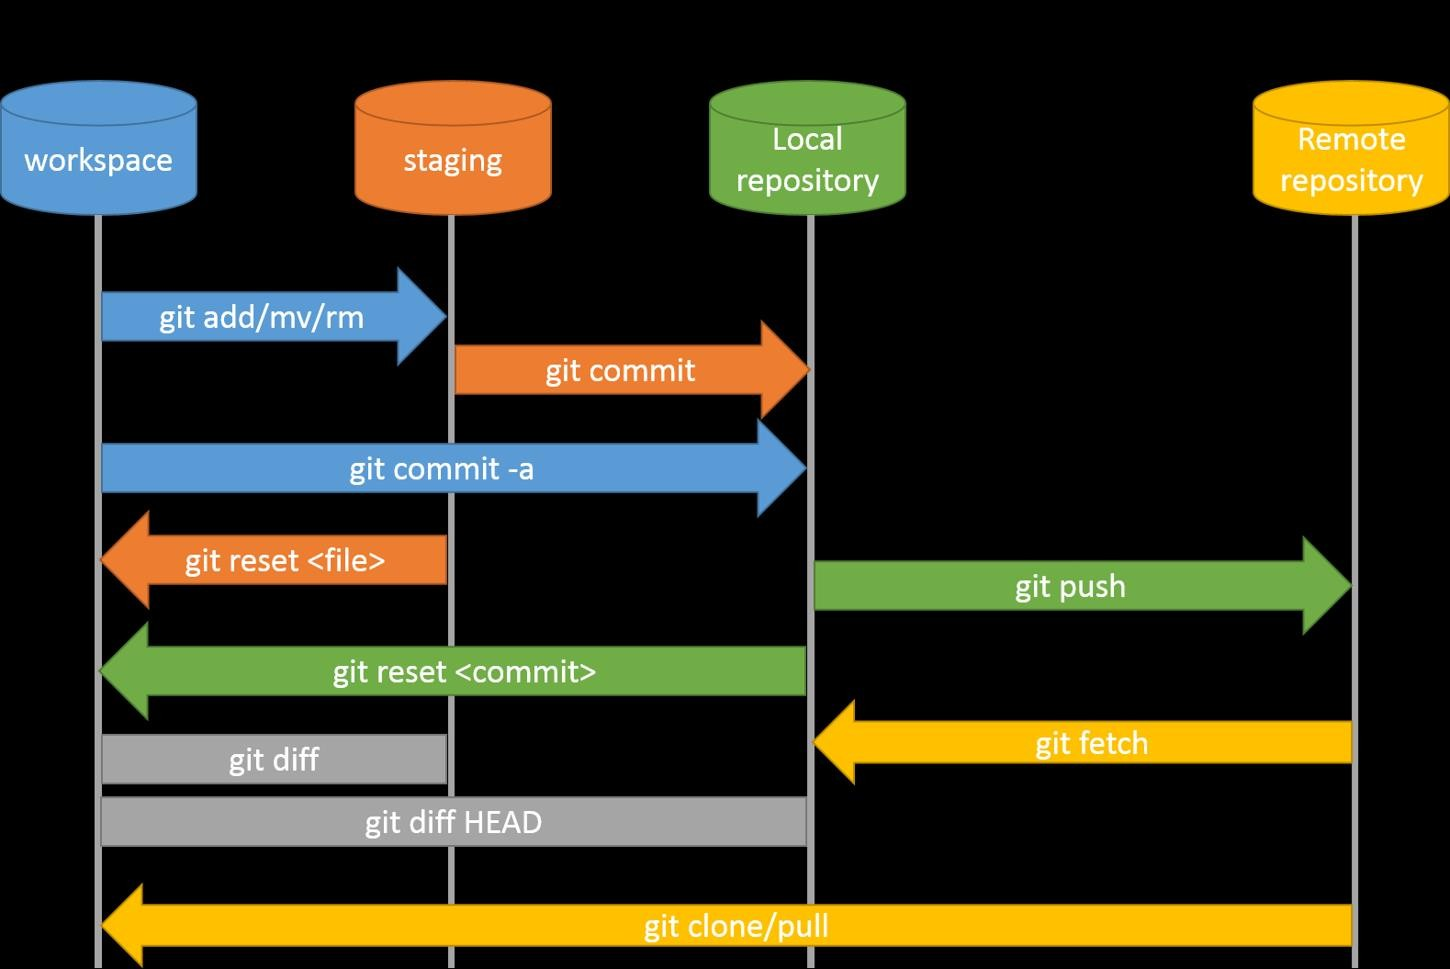 workspace
staging
Local
repository
Remote
repository
git add/mv/rm
git commit
git commit -a
git reset <file>
git push
git reset <commit>
git fetch
git diff
git diff HEAD
git clone/pull